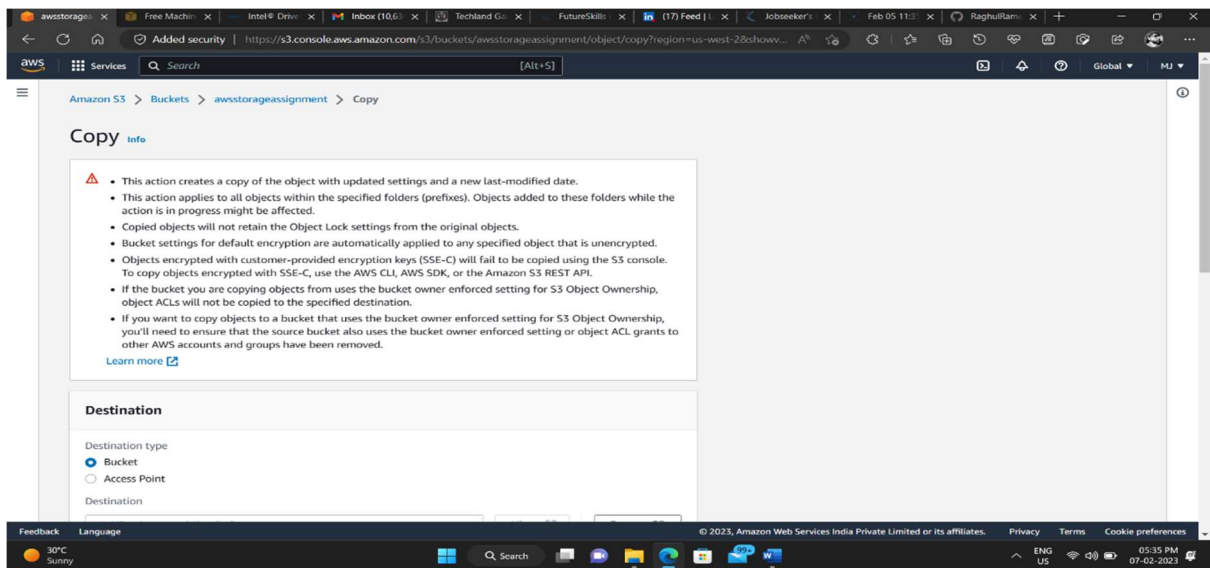 awsstorage
Free Machin
Intel® Drive
Inbox (10,63
Techland Ga
FutureSkills
(17) Feed | L
Jobseeker's
Feb 05 11:3
RaghulRam
Added security | https://s3.console.aws.amazon.com/s3/buckets/awsstorageassignment/object/copy?region=us-west-2&showv...
aws
Services
Search
[Alt+S]
Global
MJ
Amazon S3 > Buckets > awsstorageassignment > Copy
Copy Info
• This action creates a copy of the object with updated settings and a new last-modified date.
• This action applies to all objects within the specified folders (prefixes). Objects added to these folders while the
action is in progress might be affected.
• Copied objects will not retain the Object Lock settings from the original objects.
• Bucket settings for default encryption are automatically applied to any specified object that is unencrypted.
• Objects encrypted with customer-provided encryption keys (SSE-C) will fail to be copied using the S3 console.
To copy objects encrypted with SSE-C, use the AWS CLI, AWS SDK, or the Amazon S3 REST API.
• If the bucket you are copying objects from uses the bucket owner enforced setting for S3 Object Ownership,
object ACLs will not be copied to the specified destination.
• If you want to copy objects to a bucket that uses the bucket owner enforced setting for S3 Object Ownership,
you'll need to ensure that the source bucket also uses the bucket owner enforced setting or object ACL grants to
other AWS accounts and groups have been removed.
Learn more
Destination
Destination type
Bucket
Access Point
Destination
Feedback
Language
© 2023, Amazon Web Services India Private Limited or its affiliates.
Privacy
Terms
Cookie preferences
30°C
Sunny
Search
99+
ENG
US
05:35 PM
07-02-2023